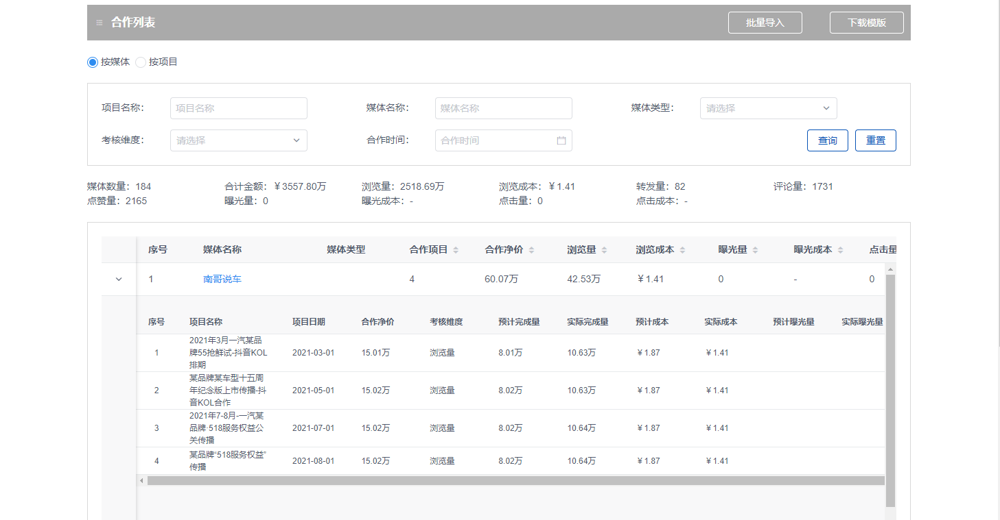 合作列表 批量导入 下载模版
按媒体 按项目
项目名称： 项目名称 媒体名称： 媒体名称 媒体类型： 请选择
考核维度： 请选择 合作时间： 合作时间 查询 重置
媒体数量：184 合计金额：￥3557.80万 浏览量：2518.69万 浏览成本：￥1.41 转发量：82 评论量：1731
点赞量：2165 曝光量：0 曝光成本：- 点击量：0 点击成本：-
序号 媒体名称 媒体类型 合作项目 合作净价 浏览量 浏览成本 曝光量 曝光成本 点击量
1 南哥说车 4 60.07万 42.53万 ￥1.41 0 - 0
序号 项目名称 项目日期 合作净价 考核维度 预计完成量 实际完成量 预计成本 实际成本 预计曝光量 实际曝光量
2021年3月一汽某品
1 牌55抢鲜试-抖音KOL 2021-03-01 15.01万 浏览量 8.01万 10.63万 ￥1.87 ￥1.41
排期
某品牌某车型十五周
2 年纪念版上市传播-抖 2021-05-01 15.02万 浏览量 8.02万 10.63万 ￥1.87 ￥1.41
音KOL合作
2021年7-8月-一汽某
3 品牌·518服务权益公 2021-07-01 15.02万 浏览量 8.02万 10.64万 ￥1.87 ￥1.41
关传播
某品牌“518服务权益”
4 2021-08-01 15.02万 浏览量 8.02万 10.64万 ￥1.87 ￥1.41
传播